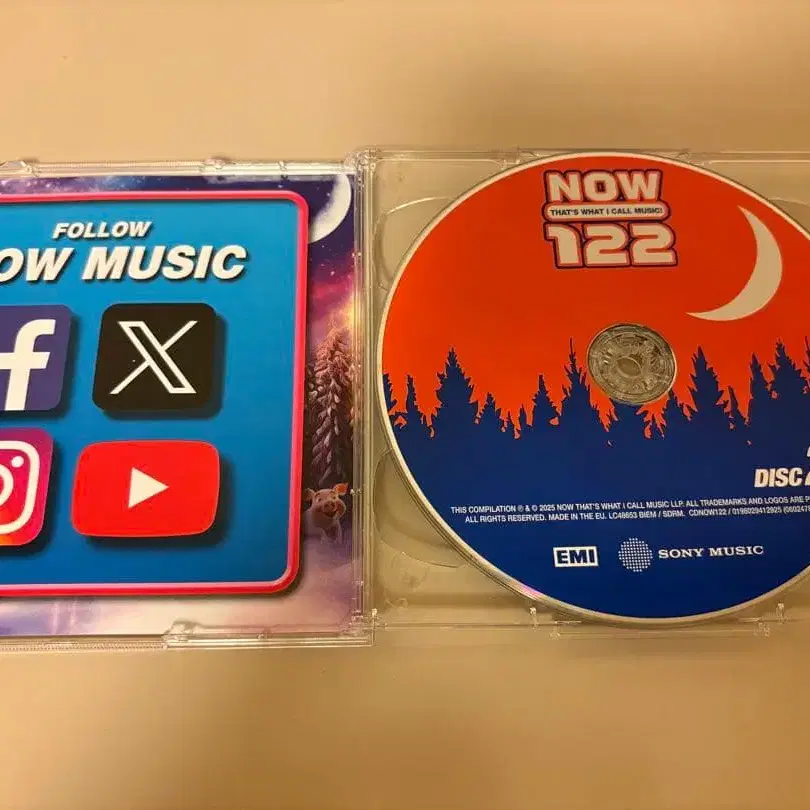 FOLLOW
OW MUSIC
NOW
THAT'S WHAT I CALL MUSIC!
122
DISC
THIS COMPILATION ℗ & © 2025 NOW THAT'S WHAT I CALL MUSIC LLP. ALL TRADEMARKS AND LOGOS ARE
ALL RIGHTS RESERVED. MADE IN THE EU. LC48653 BIEM / SDRM. CDNOW122 / 0196029412925
EMI
SONY MUSIC